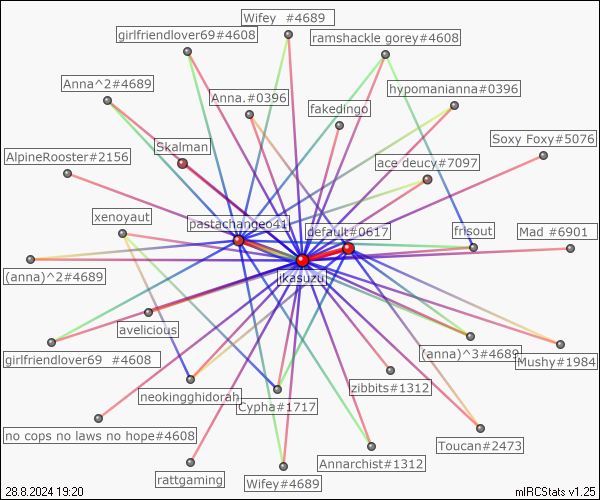 Wifey  #4689
girlfriendlover69#4608
ramshackle gorey#4608
Anna^2#4689
hypomanianna#0396
Anna.#0396
fakedingo
Soxy Foxy#5076
Skalman
AlpineRooster#2156
ace deucy#7097
xenoyaut
pastachangeo41
default#0617
frisout
Mad #6901
(anna)^2#4689
ikasuzu
avelicious
girlfriendlover69  #4608
(anna)^3#4689
Mushy#1984
zibbits#1312
neokingghidorah
Cypha#1717
no cops no laws no hope#4608
Toucan#2473
Annarchist#1312
rattgaming
Wifey#4689
28.8.2024 19:20
mIRCStats v1.25